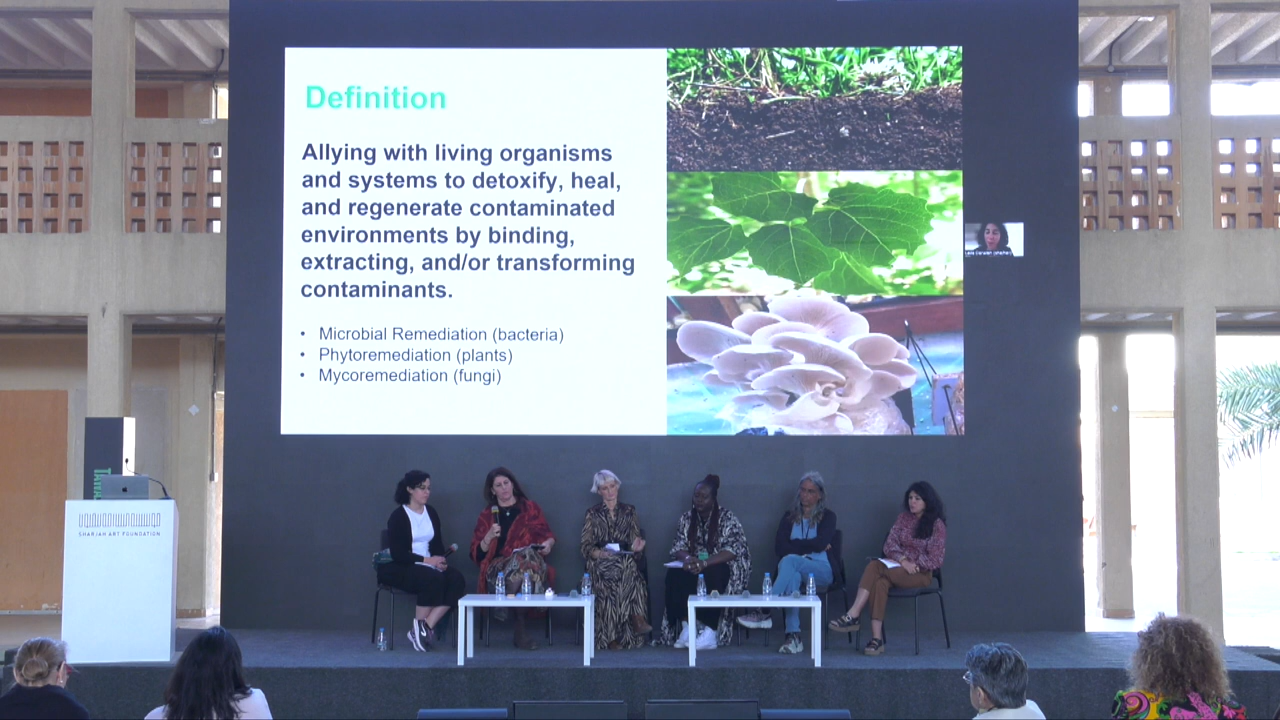 Definition
Allying with living organisms
and systems to detoxify, heal,
and regenerate contaminated
environments by binding,
extracting, and/or transforming
contaminants.
• Microbial Remediation (bacteria)
• Phytoremediation (plants)
• Mycoremediation (fungi)
SHARJAH ART FOUNDATION